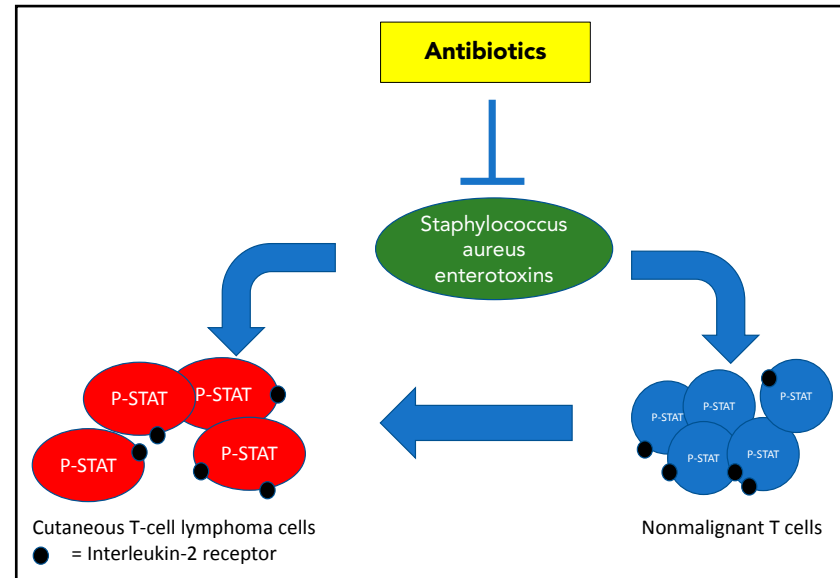 Antibiotics
Staphylococcus
aureus
enterotoxins
P-STAT
P-STAT
P-STAT
P-STAT
P-STAT
P-STAT
P-STAT
P-STAT
P-STAT
Cutaneous T-cell lymphoma cells
Nonmalignant T cells
= Interleukin-2 receptor